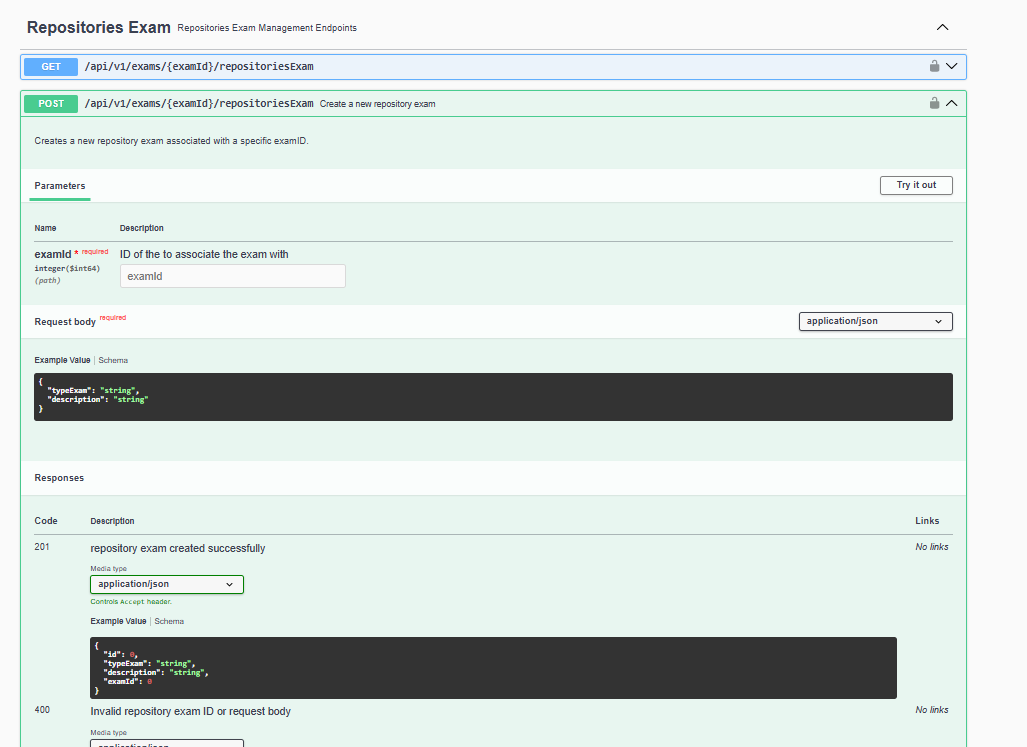 Repositories Exam Repositories Exam Management Endpoints
GET /api/v1/exams/{examId}/repositoriesExam
POST /api/v1/exams/{examId}/repositoriesExam Create a new repository exam
Creates a new repository exam associated with a specific examID.
Parameters Try it out
Name Description
examId * required ID of the to associate the exam with
integer($int64)
(path)
examId
Request body required application/json
Example Value | Schema
{
"typeExam": "string",
"description": "string"
}
Responses
Code Description Links
201 repository exam created successfully No links
Media type
application/json
Controls Accept header.
Example Value | Schema
{
"id": 0,
"typeExam": "string",
"description": "string",
"examId": 0
}
400 Invalid repository exam ID or request body No links
Media type
application/json